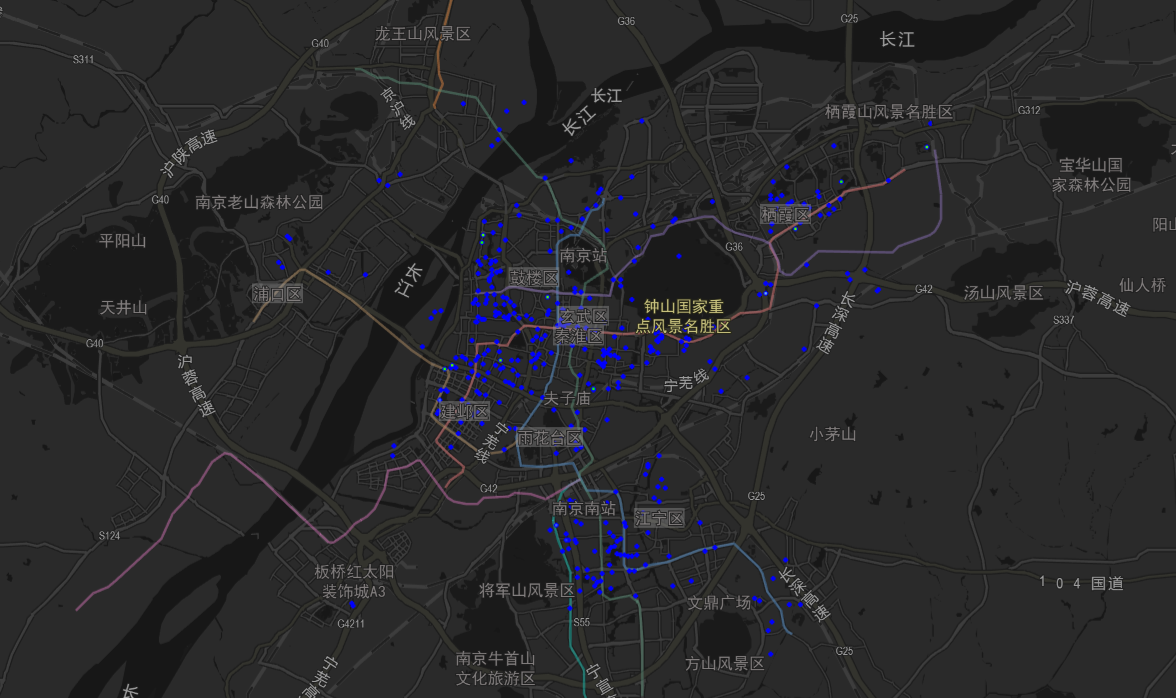 G36
G25
龙王山风景区
长江
G40
S311
京沪线
长江
长江
栖霞山风景名胜区
G312
沪陕高速
宝华山国
家森林公园
G40
南京老山森林公园
栖霞区
阳山
平阳山
G36
南京站
江东
鼓楼区
仙人桥
浦口区
G42
汤山风景区
沪蓉高速
天井山
钟山国家重
点风景名胜区
长深高速
玄武区
秦淮区
S337
G40
沪蓉高速
宁芜线
夫子庙
建邺区
宁芜线
雨花台区
小茅山
G42
G25
南京南站
江宁区
S124
板桥红太阳
装饰城A3
将军山风景区
长深高速
104国道
文鼎广场
G4211
S55
G25
南京牛首山
文化旅游区
方山风景区
宁芜高
宁宣
长